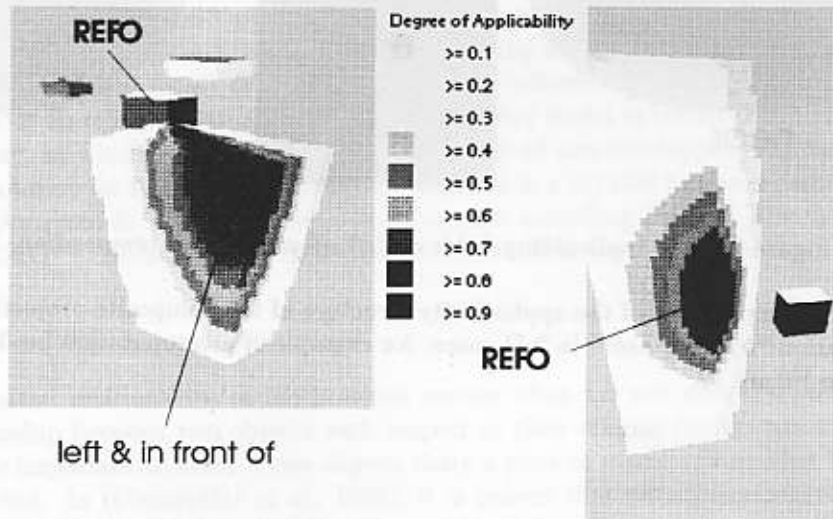 REFO
Degree of Applicability
>= 0.1
>= 0.2
>= 0.3
>= 0.4
>= 0.5
>= 0.6
>= 0.7
>= 0.8
>= 0.9
REFO
left & in front of